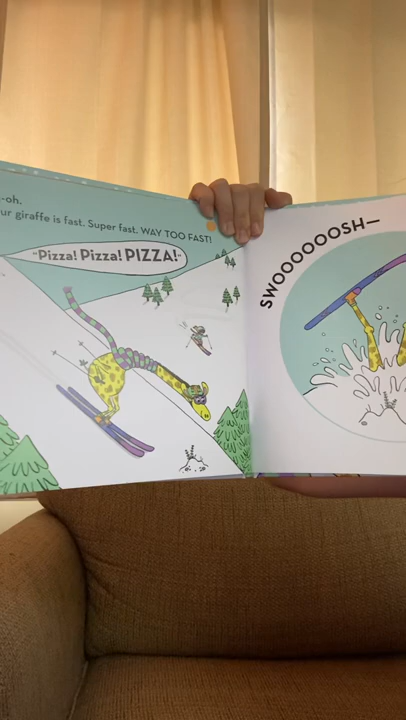 -oh.
ur giraffe is fast. Super fast. WAY TOO FAST!
"Pizza! Pizza! PIZZA!"
SWOOOOOOSH—